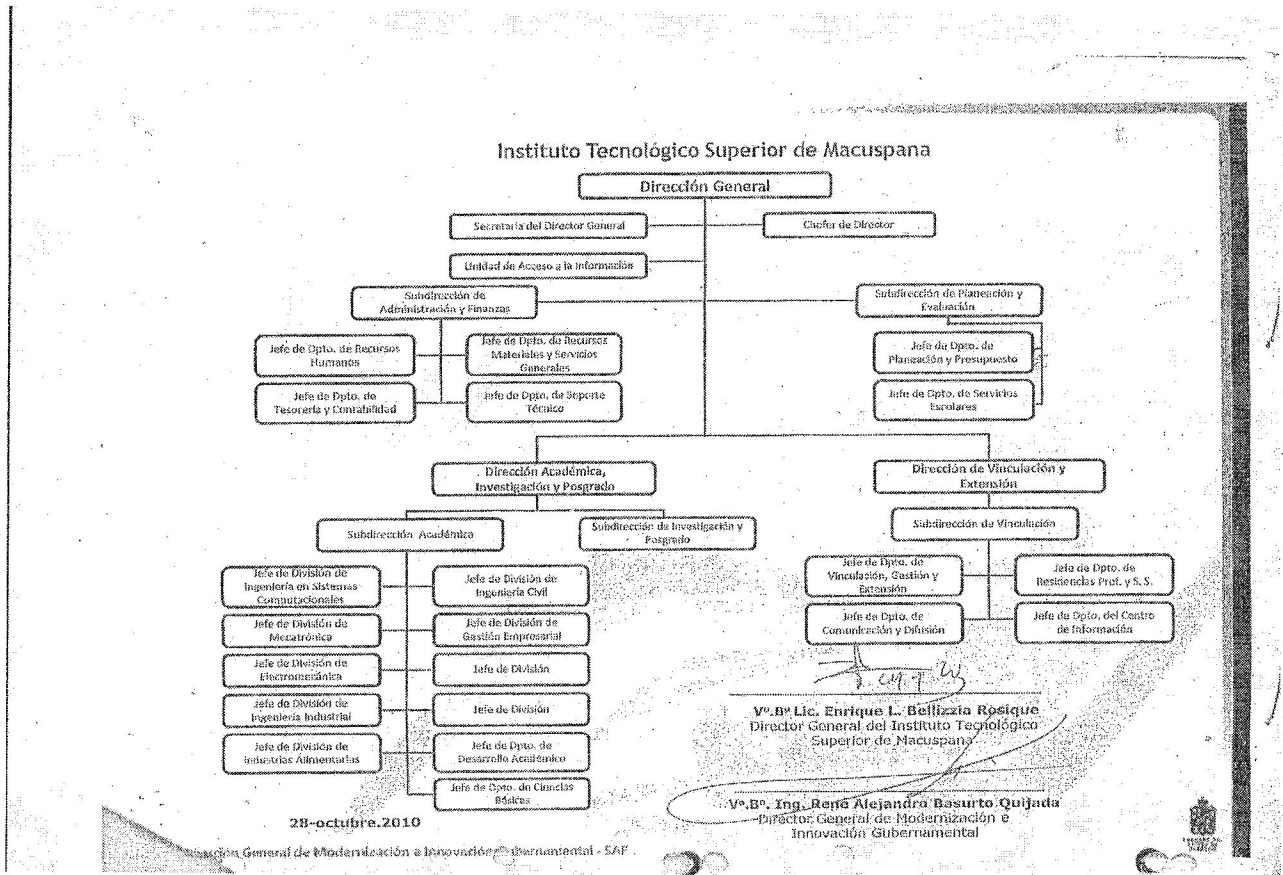 Instituto Tecnológico Superior de Macuspana
Dirección General
Secretaria del Director General
Chofer de Director
Unidad de Acceso a la Información
Subdirección de
Administración y Finanzas
Subdirección de Planeación y
Evaluación
Jefe de Dpto. de Recursos
Humanos
Jefe de Dpto. de Recursos
Materiales y Servicios
Generales
Jefe de Dpto. de
Planeación y Presupuesto
Jefe de Dpto. de
Tesorería y Contabilidad
Jefe de Dpto. de Soporte
Técnico
Jefe de Dpto. de Servicios
Escolares
Dirección Académica,
Investigación y Posgrado
Dirección de Vinculación y
Extensión
Subdirección Académica
Subdirección de Investigación y
Posgrado
Subdirección de Vinculación
Jefe de División de
Ingeniería en Sistemas
Computacionales
Jefe de División de
Ingeniería Civil
Jefe de Dpto. de
Vinculación, Gestión y
Extensión
Jefe de Dpto. de
Residencias Prof. y S. S.
Jefe de División de
Mecatrónica
Jefe de División de
Gestión Empresarial
Jefe de Dpto. de
Comunicación y Difusión
Jefe de Dpto. del Centro
de Información
Jefe de División de
Electromecánica
Jefe de División
Jefe de División de
Ingeniería Industrial
Jefe de División
Jefe de División de
Industrias Alimentarias
Jefe de Dpto. de
Desarrollo Académico
Jefe de Dpto. de Ciencias
Básicas
Vº.Bº Lic. Enrique L. Bellizzia Rosique
Director General del Instituto Tecnológico
Superior de Macuspana
Vº.Bº. Ing. René Alejandro Basurto Quijada
Director General de Modernización e
Innovación Gubernamental
28-octubre.2010
General de Modernización e Innovación Gubernamental - SAF